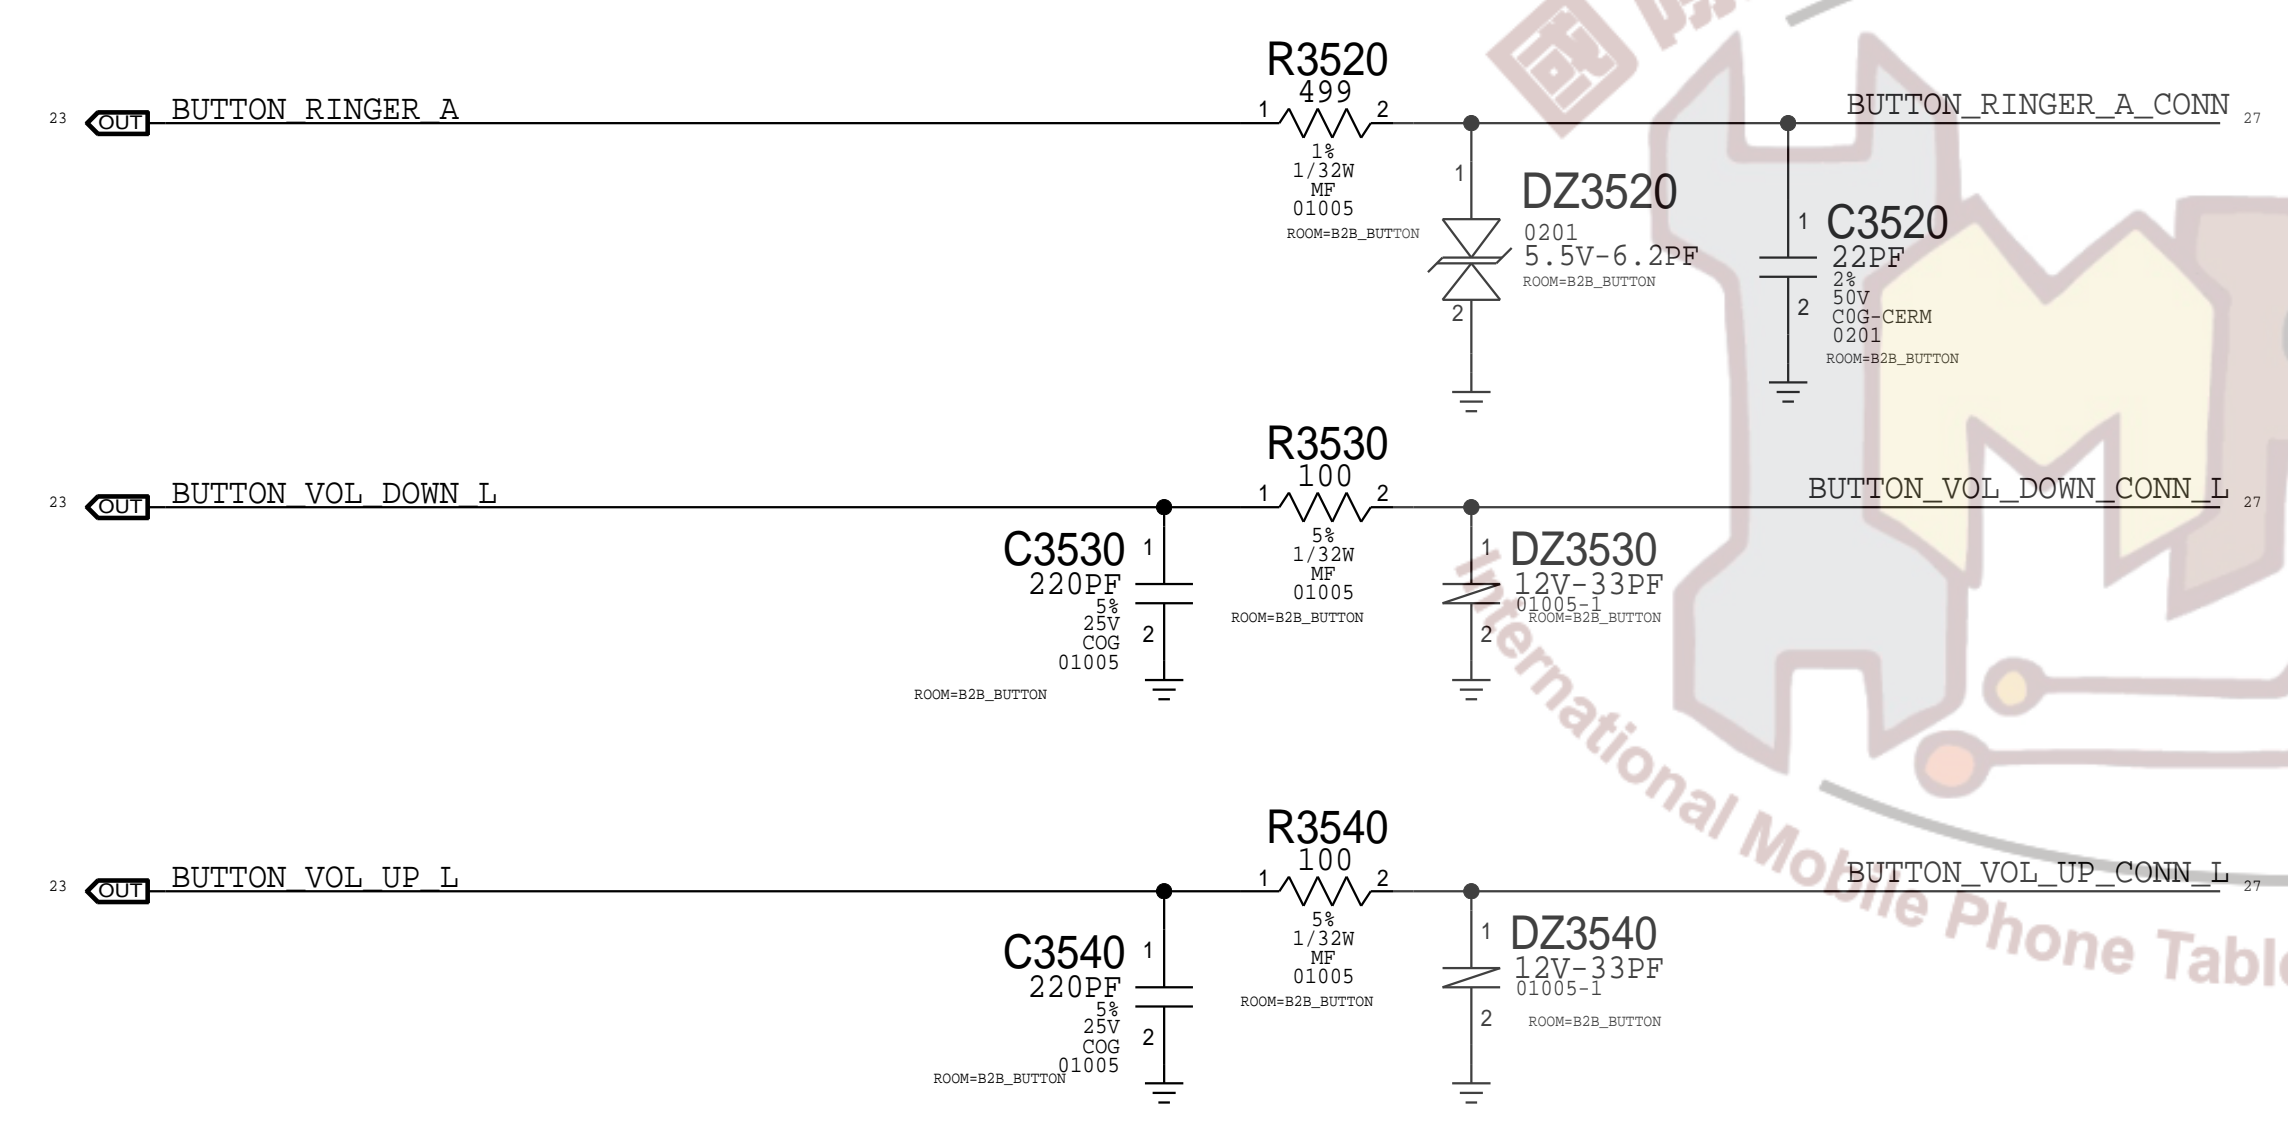 R3520
499
23 OUT BUTTON_RINGER_A 1 2 BUTTON_RINGER_A_CONN 27
1%
1/32W
MF
01005
ROOM=B2B_BUTTON
1
DZ3520
0201
5.5V-6.2PF
ROOM=B2B_BUTTON
2
1
C3520
22PF
2%
50V
C0G-CERM
0201
ROOM=B2B_BUTTON
2
R3530
100
23 OUT BUTTON_VOL_DOWN_L 1 2 BUTTON_VOL_DOWN_CONN_L 27
C3530 1
220PF
5%
25V
2
COG
01005
ROOM=B2B_BUTTON
5%
1/32W
MF
01005
ROOM=B2B_BUTTON
1 DZ3530
12V-33PF
01005-1
ROOM=B2B_BUTTON
2
R3540
100
23 OUT BUTTON_VOL_UP_L 1 2 BUTTON_VOL_UP_CONN_L 27
C3540 1
220PF
5%
25V
2
COG
01005
ROOM=B2B_BUTTON
5%
1/32W
MF
01005
ROOM=B2B_BUTTON
1 DZ3540
12V-33PF
01005-1
2 ROOM=B2B_BUTTON
國
International Mobile Phone Table